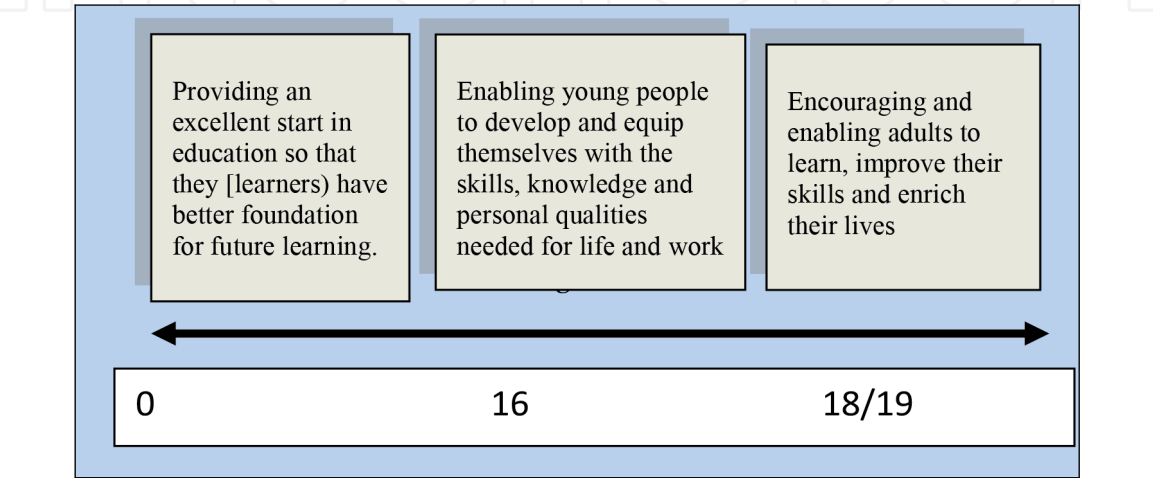 Providing an
excellent start in
education so that
they [learners) have
better foundation
for future learning.
Enabling young people
to develop and equip
themselves with the
skills, knowledge and
personal qualities
needed for life and work
Encouraging and
enabling adults to
learn, improve their
skills and enrich
their lives
0 16 18/19